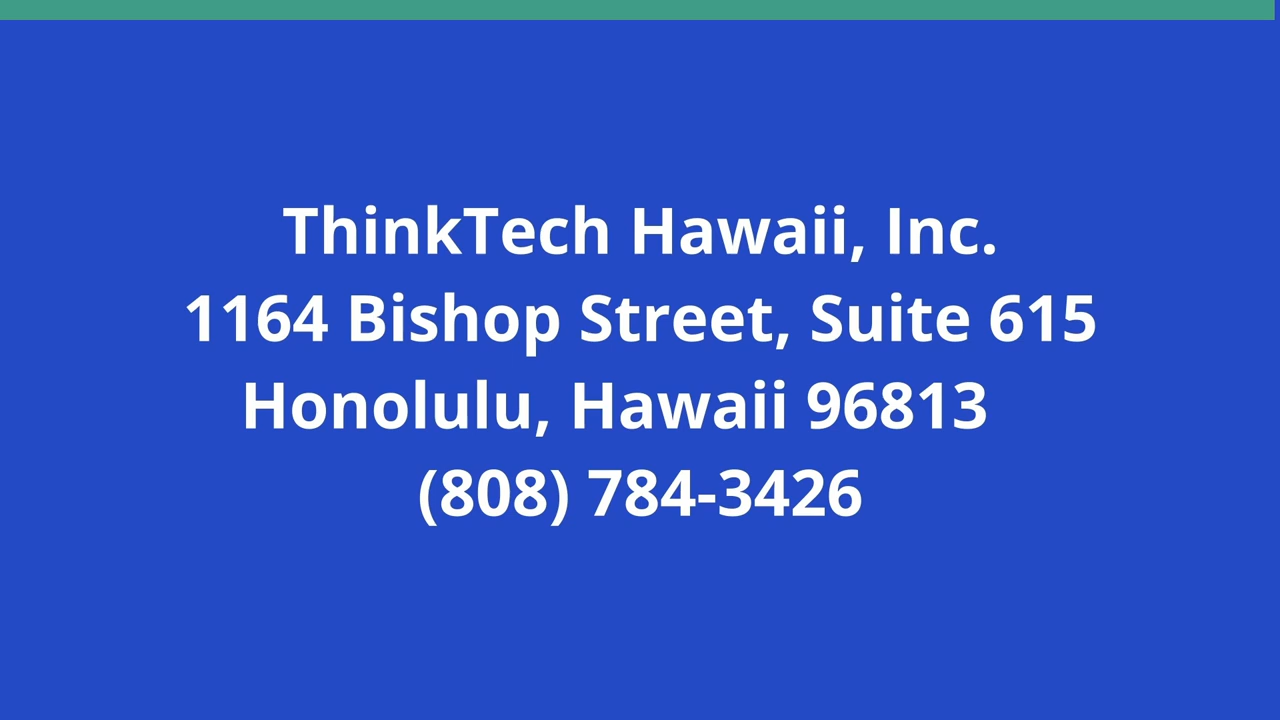 ThinkTech Hawaii, Inc.
1164 Bishop Street, Suite 615
Honolulu, Hawaii 96813
(808) 784-3426